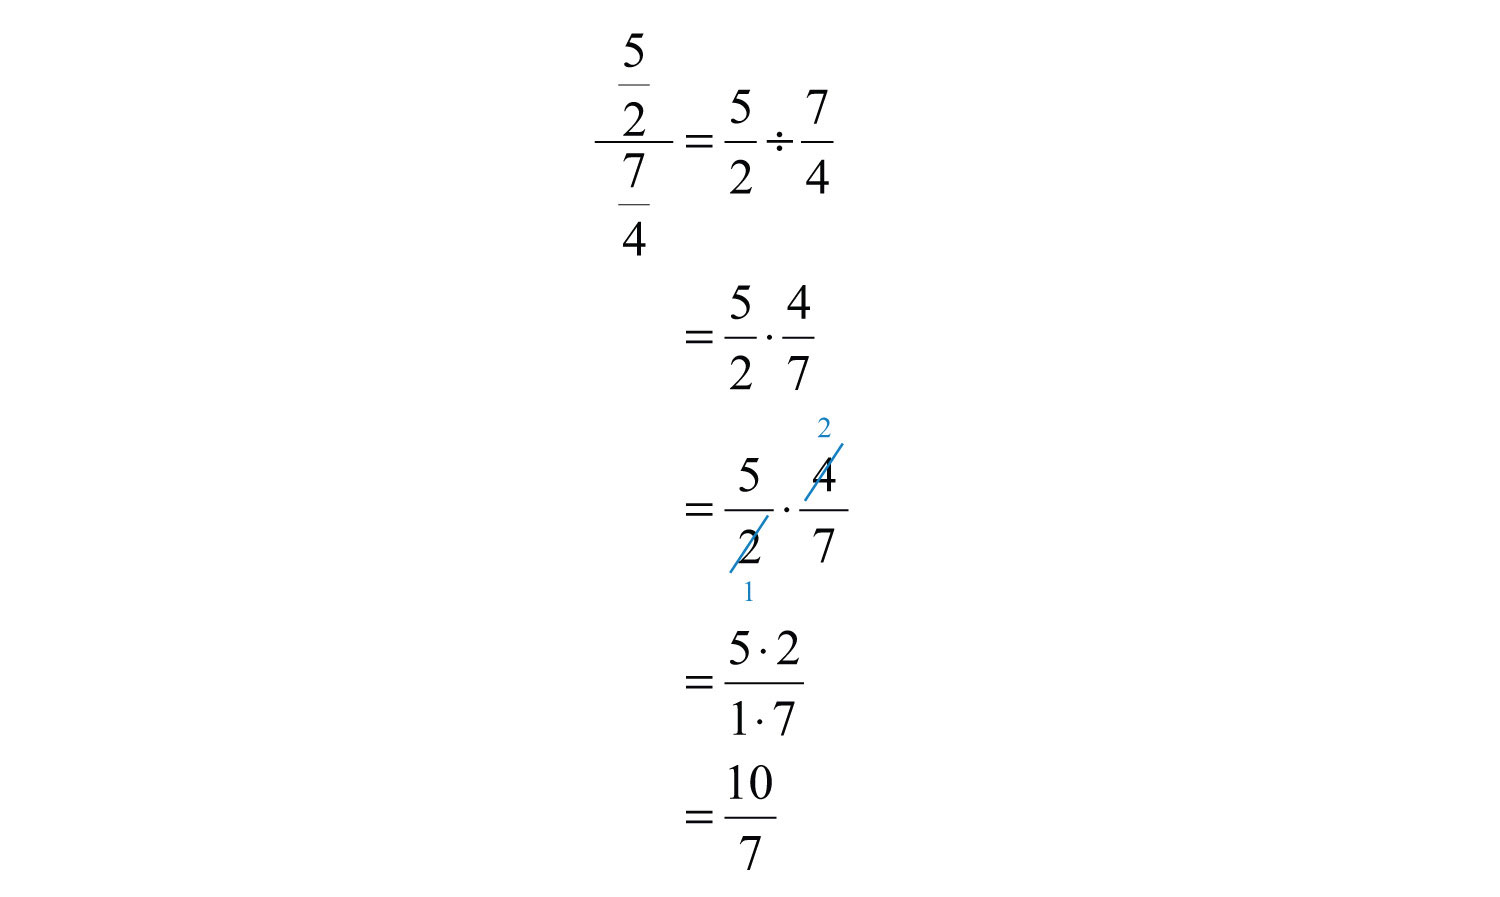 5/2 / 7/4 = 5/2 ÷ 7/4
= 5/2 · 4/7
2
= 5/2 · 4/7
1
= 5 · 2 / 1 · 7
= 10/7